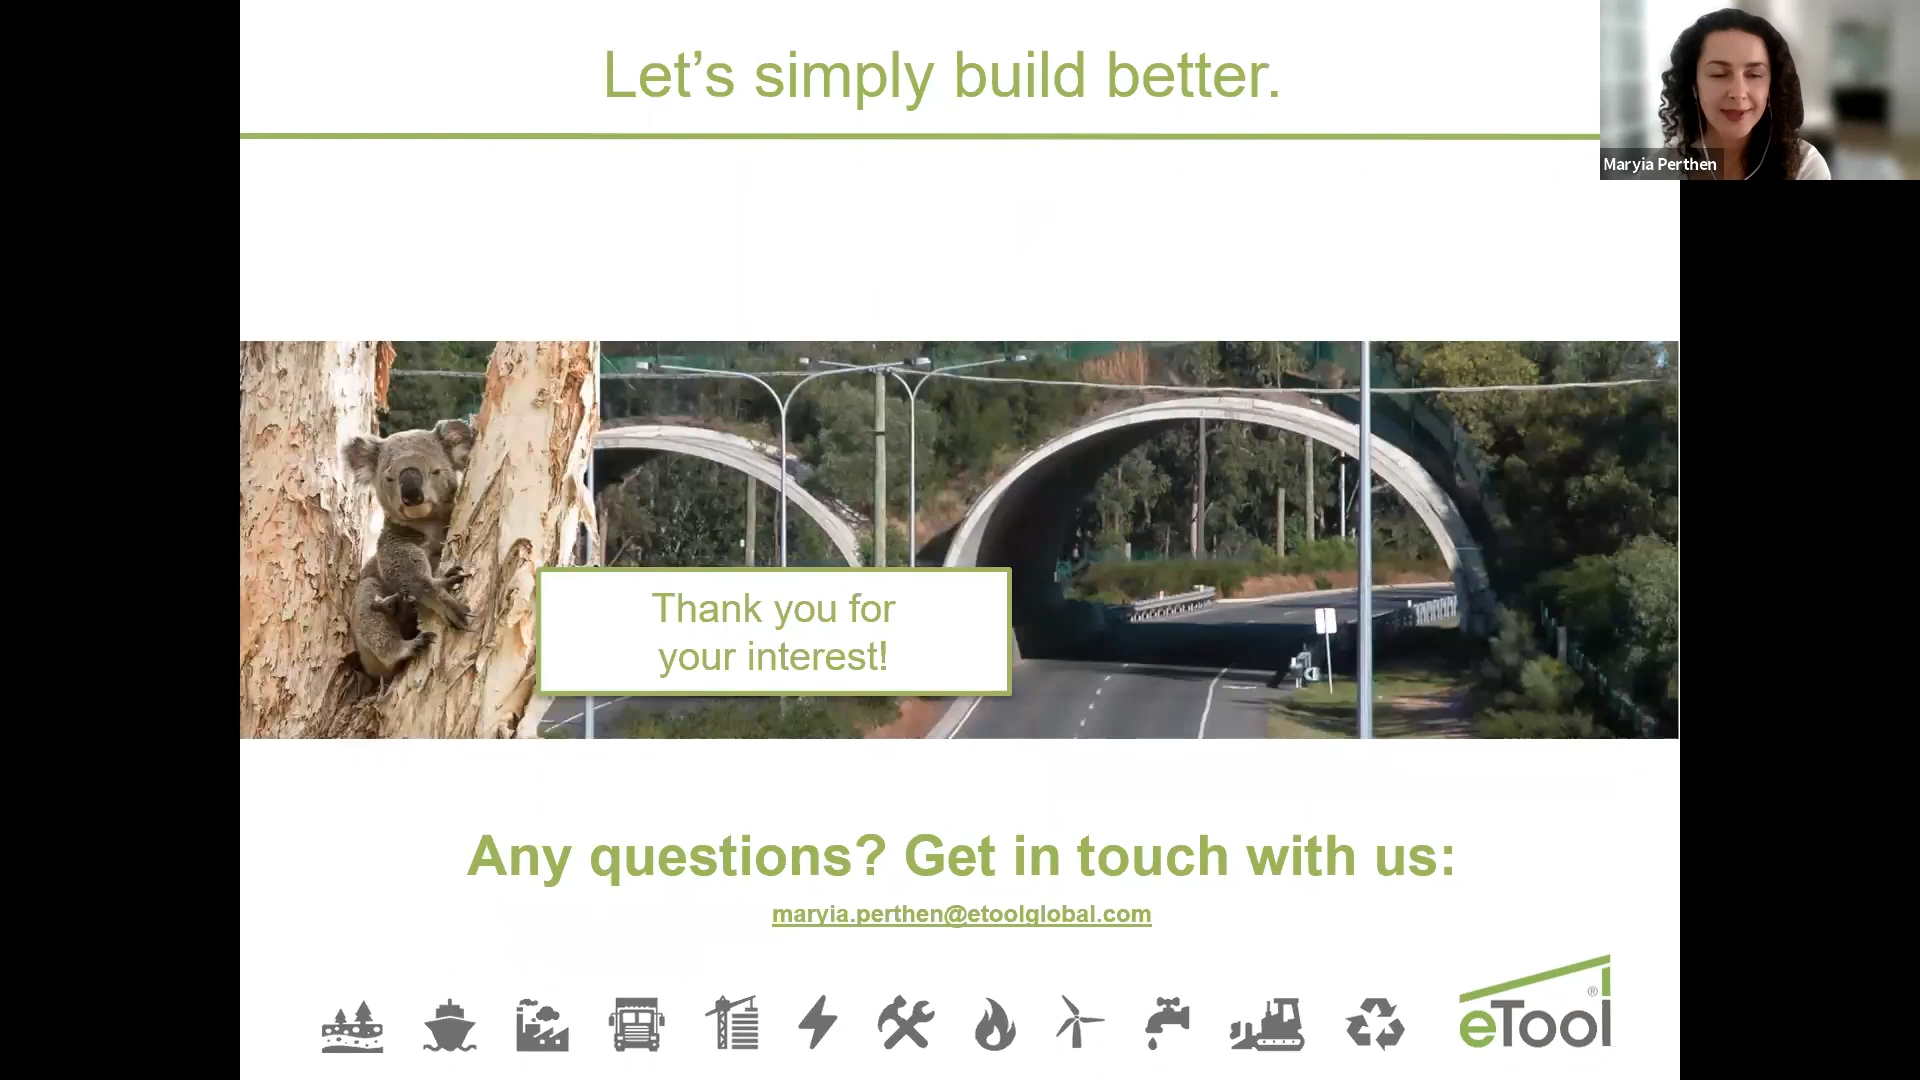 Let's simply build better.
Maryia Perthen
Thank you for
your interest!
Any questions? Get in touch with us:
maryia.perthen@etoolglobal.com
eTool®